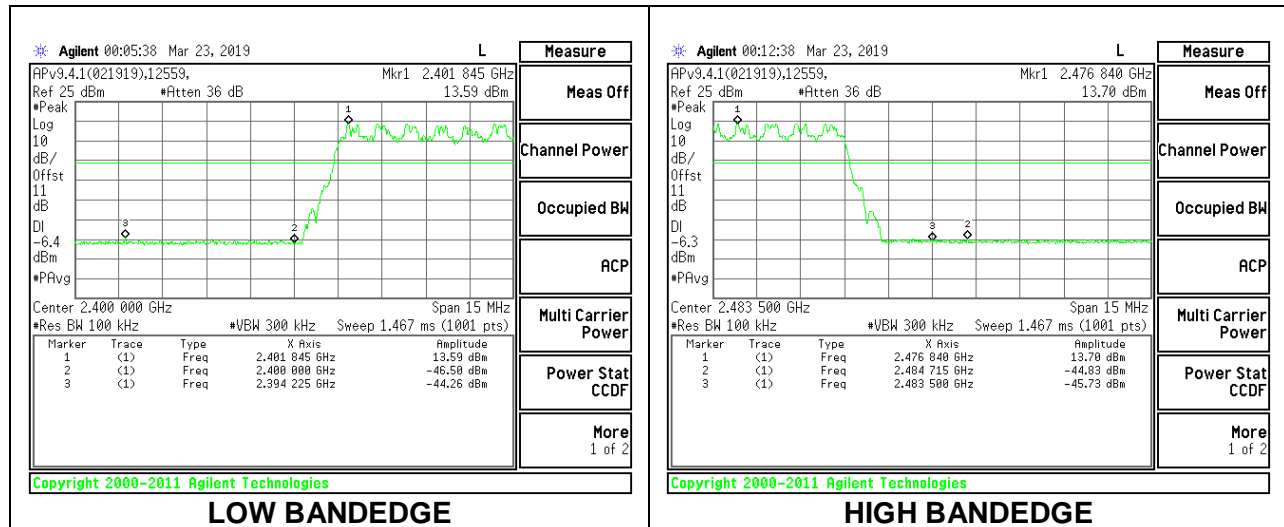 Agilent 00:05:38 Mar 23, 2019 L
APv9.4.1(021919),12559, Mkr1 2.401 845 GHz
Ref 25 dBm #Atten 36 dB 13.59 dBm
#Peak
Log
10
dB/
Offst
11
dB
DI
-6.4
dBm
#PAvg
1
2
3
Center 2.400 000 GHz Span 15 MHz
#Res BW 100 kHz #VBW 300 kHz Sweep 1.467 ms (1001 pts)
Marker Trace Type X Axis Amplitude
1 (1) Freq 2.401 845 GHz 13.59 dBm
2 (1) Freq 2.400 000 GHz -46.50 dBm
3 (1) Freq 2.394 225 GHz -44.26 dBm
Measure
Meas Off
Channel Power
Occupied BW
ACP
Multi Carrier
Power
Power Stat
CCDF
More
1 of 2
Copyright 2000-2011 Agilent Technologies
LOW BANDEDGE
Agilent 00:12:38 Mar 23, 2019 L
APv9.4.1(021919),12559, Mkr1 2.476 840 GHz
Ref 25 dBm #Atten 36 dB 13.70 dBm
#Peak
Log
10
dB/
Offst
11
dB
DI
-6.3
dBm
#PAvg
1
3
2
Center 2.483 500 GHz Span 15 MHz
#Res BW 100 kHz #VBW 300 kHz Sweep 1.467 ms (1001 pts)
Marker Trace Type X Axis Amplitude
1 (1) Freq 2.476 840 GHz 13.70 dBm
2 (1) Freq 2.484 715 GHz -44.83 dBm
3 (1) Freq 2.483 500 GHz -45.73 dBm
Measure
Meas Off
Channel Power
Occupied BW
ACP
Multi Carrier
Power
Power Stat
CCDF
More
1 of 2
Copyright 2000-2011 Agilent Technologies
HIGH BANDEDGE